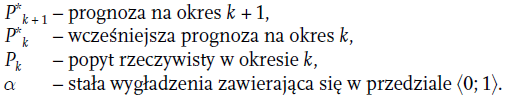 P*ₖ₊₁ – prognoza na okres k + 1,
P*ₖ – wcześniejsza prognoza na okres k,
Pₖ – popyt rzeczywisty w okresie k,
α – stała wygładzenia zawierająca się w przedziale ⟨0; 1⟩.